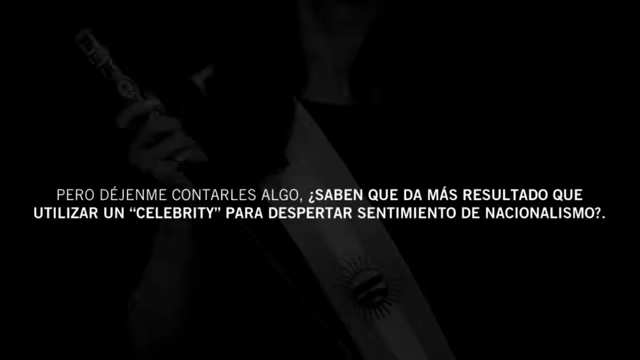 PERO DÉJENME CONTARLES ALGO, ¿SABEN QUE DA MÁS RESULTADO QUE
UTILIZAR UN “CELEBRITY” PARA DESPERTAR SENTIMIENTO DE NACIONALISMO?.